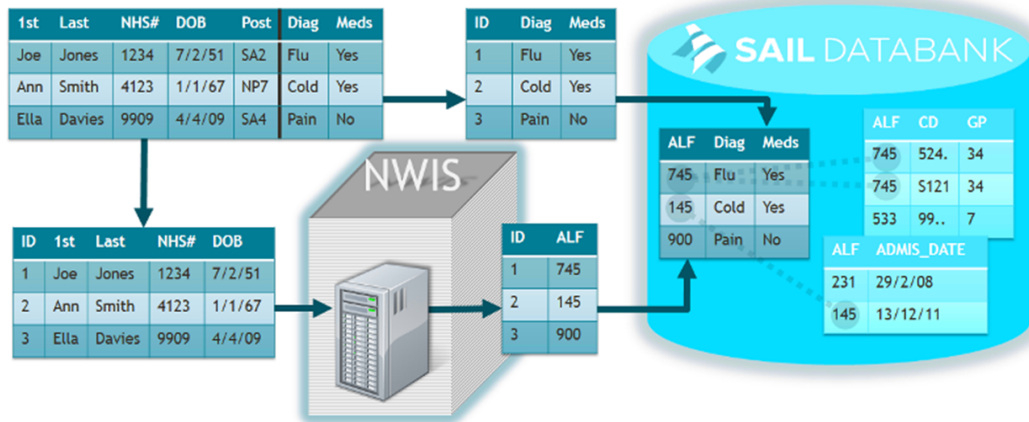 1st Last NHS# DOB Post Diag Meds
Joe Jones 1234 7/2/51 SA2 Flu Yes
Ann Smith 4123 1/1/67 NP7 Cold Yes
Ella Davies 9909 4/4/09 SA4 Pain No
ID Diag Meds
1 Flu Yes
2 Cold Yes
3 Pain No
SAIL DATABANK
ALF Diag Meds
745 Flu Yes
145 Cold Yes
900 Pain No
ALF CD GP
745 524. 34
745 S121 34
533 99.. 7
ALF ADMIS_DATE
231 29/2/08
145 13/12/11
NWIS
ID 1st Last NHS# DOB
1 Joe Jones 1234 7/2/51
2 Ann Smith 4123 1/1/67
3 Ella Davies 9909 4/4/09
ID ALF
1 745
2 145
3 900